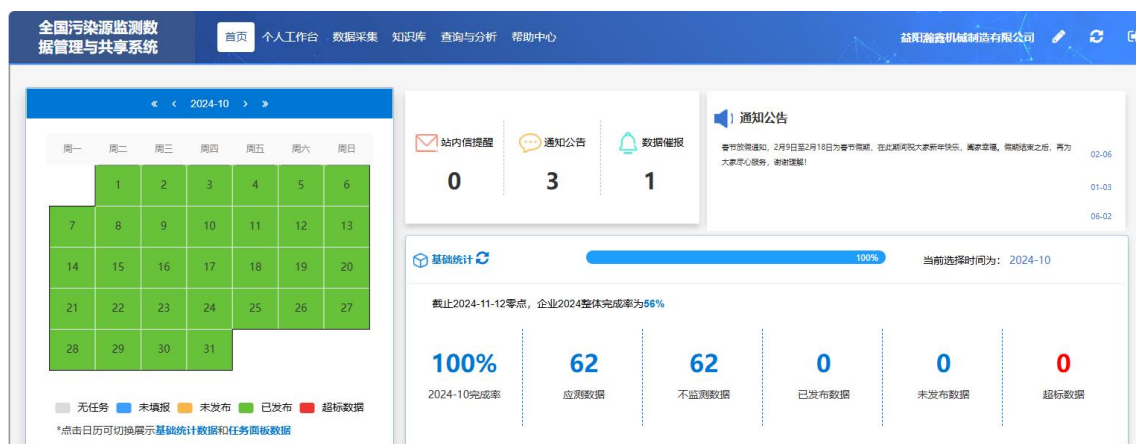 全国污染源监测数
据管理与共享系统
首页 个人工作台 数据采集 知识库 查询与分析 帮助中心
益阳瀚鑫机械制造有限公司
« < 2024-10 > »
周一 周二 周三 周四 周五 周六 周日
1 2 3 4 5 6
7 8 9 10 11 12 13
14 15 16 17 18 19 20
21 22 23 24 25 26 27
28 29 30 31
无任务 未填报 未发布 已发布 超标数据
*点击日历可切换展示基础统计数据和任务面板数据
站内信提醒 通知公告 数据催报
0 3 1
通知公告
春节放假通知，2月9日至2月18日为春节假期，在此期间祝大家新年快乐，阖家幸福。假期结束之后，再为
大家尽心服务，谢谢理解！
02-06
01-03
06-02
基础统计 100% 当前选择时间为： 2024-10
截止2024-11-12零点，企业2024整体完成率为56%
100% 62 62 0 0 0
2024-10完成率 应测数据 不监测数据 已发布数据 未发布数据 超标数据